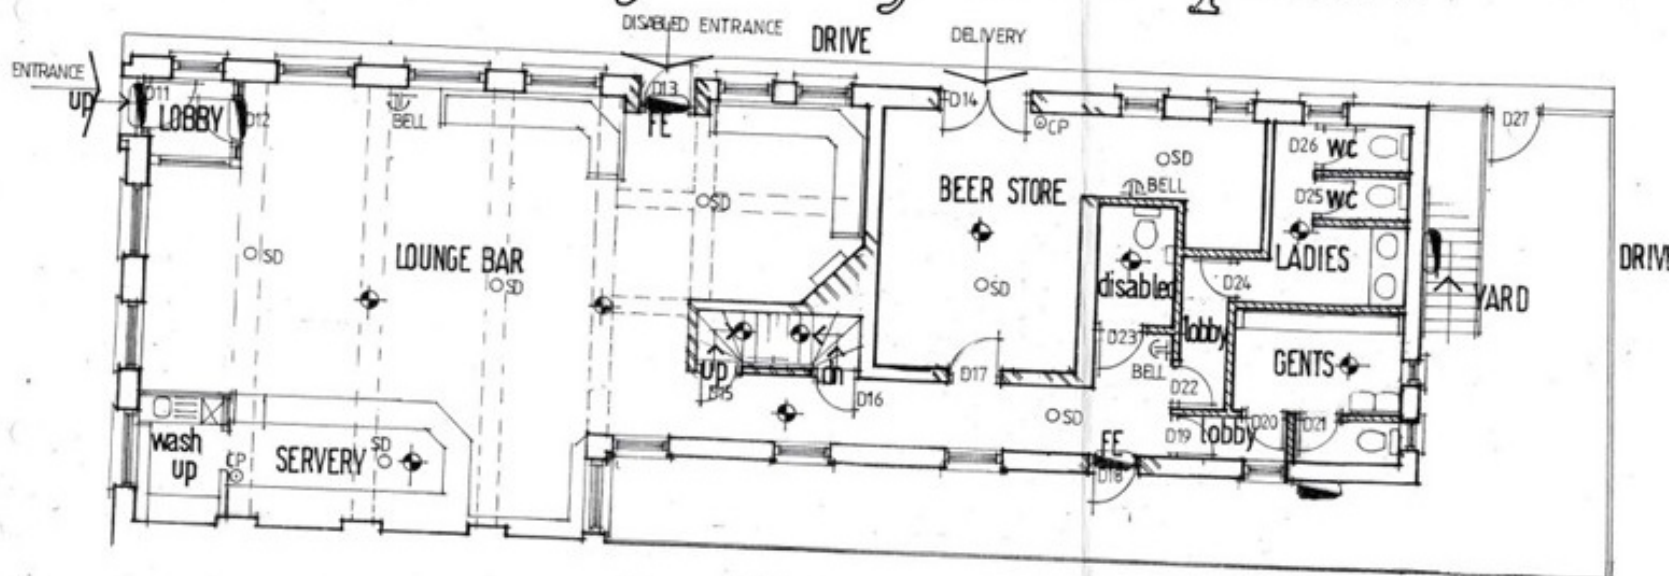 DISABLED ENTRANCE
DRIVE
DELIVERY
ENTRANCE
up
D11
LOBBY
D12
BELL
D13
FE
D14
CP
SD
D27
D26
WC
BEER STORE
BELL
D25
WC
SD
LOUNGE BAR
SD
SD
SD
disabled
D24
LADIES
YARD
DRIV
lobby
D23
BELL
GENTS
up
D15
dn
D16
D17
D22
SD
wash
up
SERVERY
SD
CP
FE
D19
lobby
D20
D21
D18